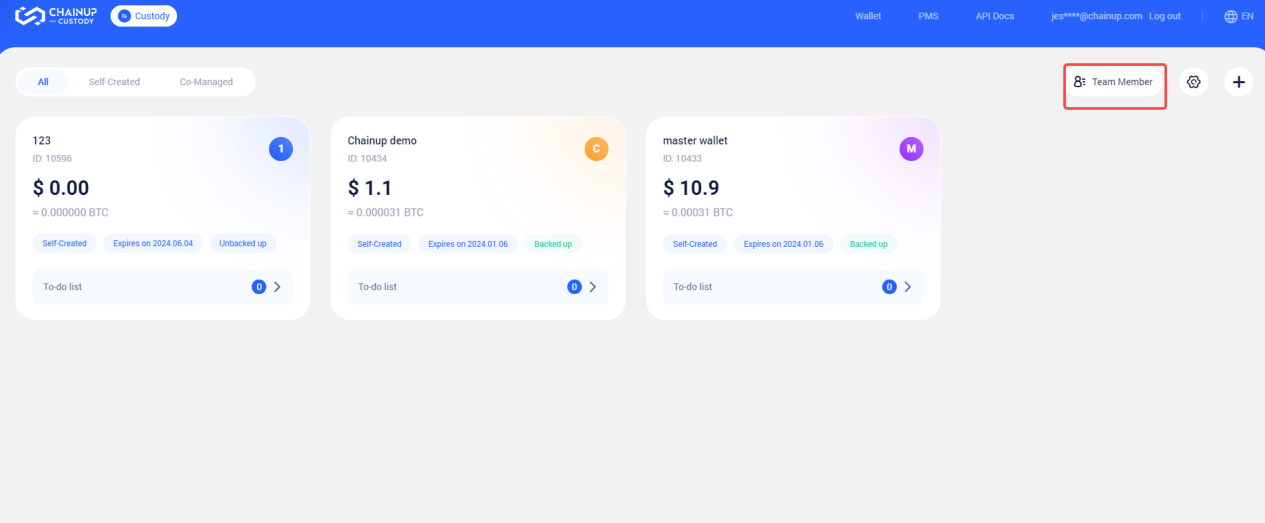 CHAINUP
CUSTODY
Custody
Wallet PMS API Docs jes****@chainup.com Log out EN
All Self-Created Co-Managed
Team Member
123
ID: 10596
1
$ 0.00
≈ 0.000000 BTC
Self-Created Expires on 2024.06.04 Unbacked up
To-do list 0
Chainup demo
ID: 10434
C
$ 1.1
≈ 0.000031 BTC
Self-Created Expires on 2024.01.06 Backed up
To-do list 0
master wallet
ID: 10433
M
$ 10.9
≈ 0.00031 BTC
Self-Created Expires on 2024.01.06 Backed up
To-do list 0